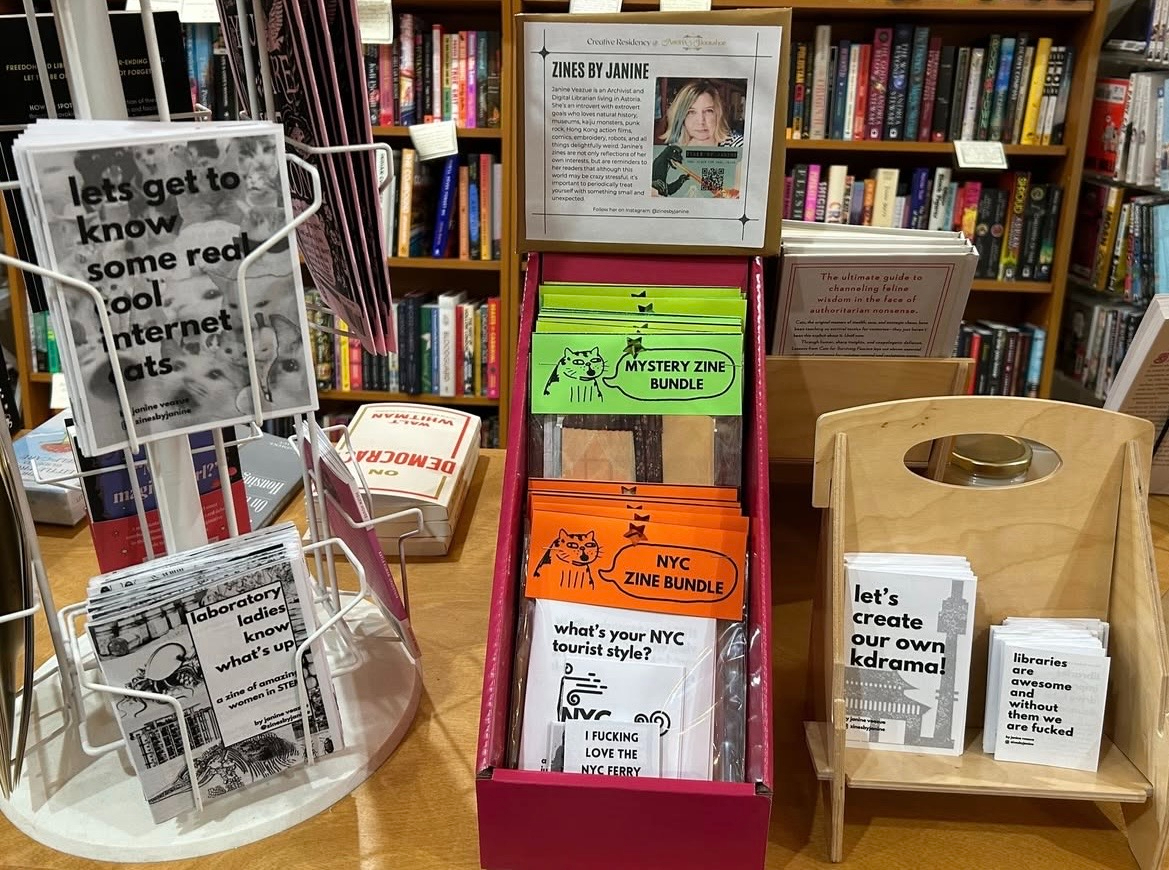 Creative Residency @
ZINES BY JANINE
Janine Veazue is an Archivist and
Digital Librarian living in Astoria.
She's an introvert with extrovert
goals who loves natural history,
museums, kaiju monsters, punk
rock, Hong Kong action films,
comics, embroidery, robots, and all
things delightfully weird. Janine's
zines are not only reflections of her
own interests, but are reminders to
her readers that although this
world may be crazy stressful, it's
important to periodically treat
yourself with something small and
unexpected.
Follow her on Instagram: @zinesbyjanine
lets get to
know
some real
cool
internet
cats.
by janine veazue
@zinesbyjanine
laboratory
ladies
know
what's up
a zine of amazing
women in STEM
by janine veazue
@zinesbyjanine
WALT
WHITMAN
ON
DEMOCRACY
MYSTERY ZINE
BUNDLE
NYC
ZINE BUNDLE
what's your NYC
tourist style?
NYC
I FUCKING
LOVE THE
NYC FERRY
The ultimate guide to
channeling feline
wisdom in the face of
authoritarian nonsense.
let's
create
our own
kdrama!
by janine veazue
@zinesbyjanine
libraries
are
awesome
and
without
them we
are fucked
by janine veazue
@zinesbyjanine